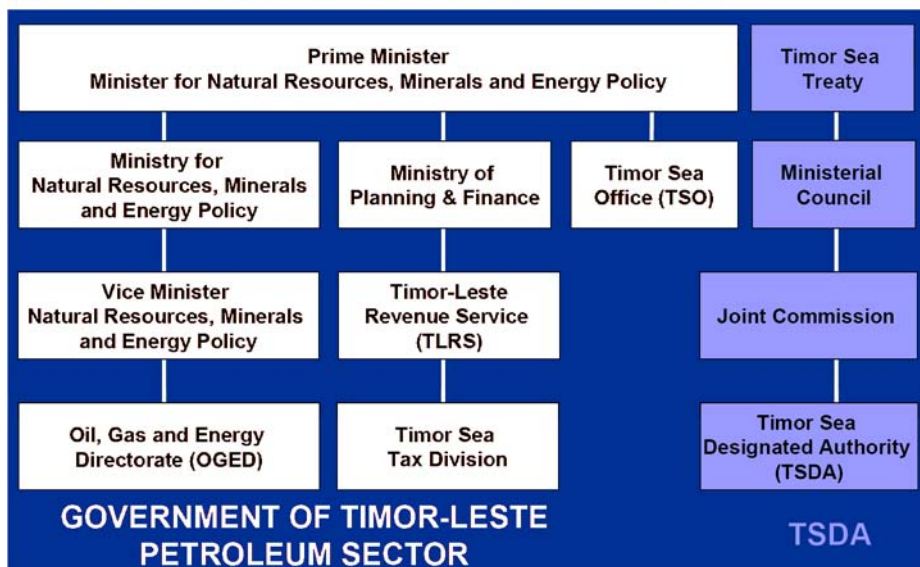 Prime Minister
Minister for Natural Resources, Minerals and Energy Policy
Timor Sea
Treaty
Ministry for
Natural Resources, Minerals
and Energy Policy
Ministry of
Planning & Finance
Timor Sea
Office (TSO)
Ministerial
Council
Vice Minister
Natural Resources, Minerals
and Energy Policy
Timor-Leste
Revenue Service
(TLRS)
Joint Commission
Oil, Gas and Energy
Directorate (OGED)
Timor Sea
Tax Division
Timor Sea
Designated Authority
(TSDA)
GOVERNMENT OF TIMOR-LESTE
PETROLEUM SECTOR
TSDA